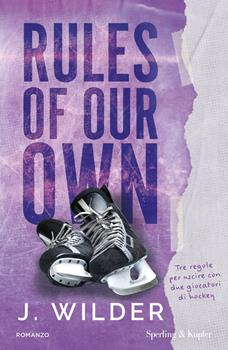 RULES
OF OUR
OWN
Tre regole
per uscire con
due giocatori
di hockey
J. WILDER
ROMANZO
Sperling & Kupfer